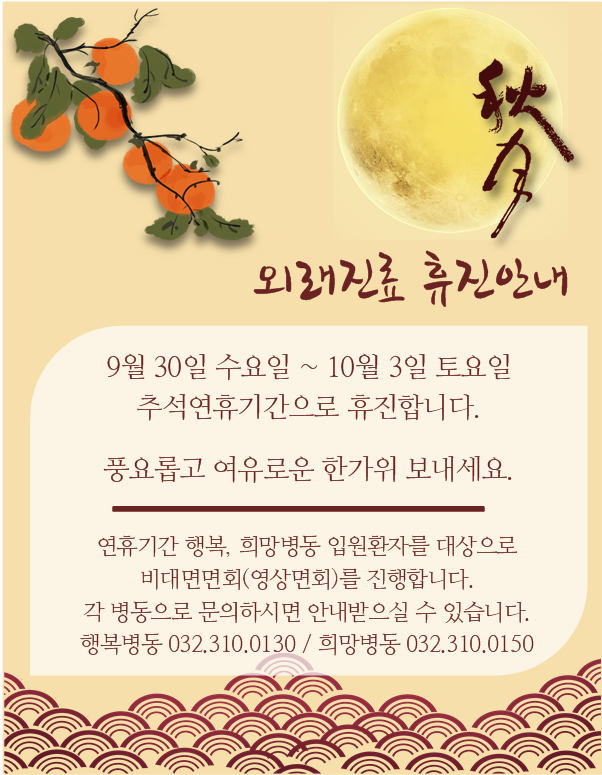 秋
月
외래진료 휴진안내
9월 30일 수요일 ~ 10월 3일 토요일
추석연휴기간으로 휴진합니다.
풍요롭고 여유로운 한가위 보내세요.
연휴기간 행복, 희망병동 입원환자를 대상으로
비대면면회(영상면회)를 진행합니다.
각 병동으로 문의하시면 안내받으실 수 있습니다.
행복병동 032.310.0130 / 희망병동 032.310.0150